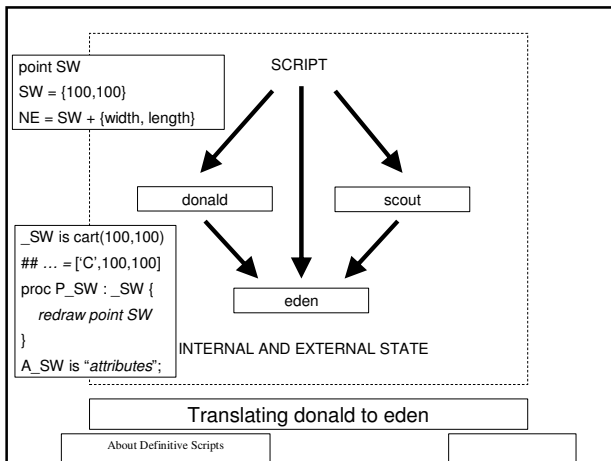 point SW
SW = {100,100}
NE = SW + {width, length}
SCRIPT
donald
scout
_SW is cart(100,100)
## … = [‘C’,100,100]
proc P_SW : _SW {
redraw point SW
}
A_SW is “attributes”;
eden
INTERNAL AND EXTERNAL STATE
Translating donald to eden
About Definitive Scripts